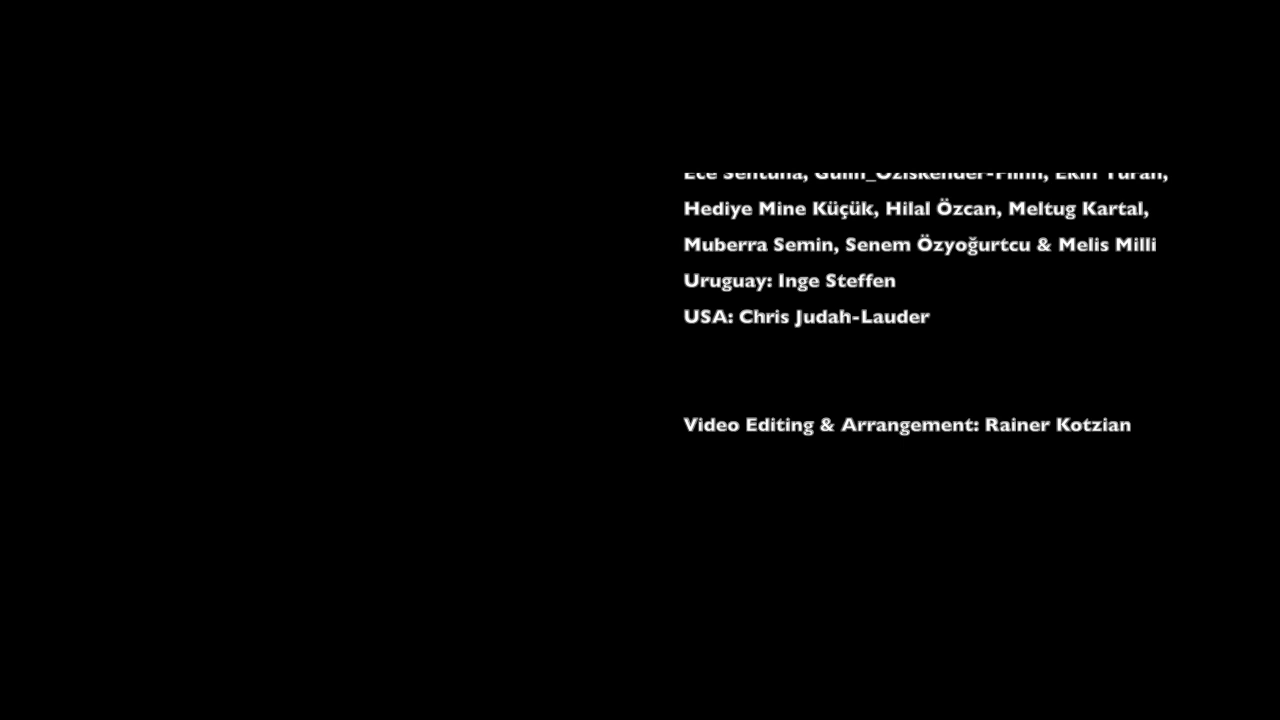 Hediye Mine Küçük, Hilal Özcan, Meltug Kartal,
Muberra Semin, Senem Özyoğurtcu & Melis Milli
Uruguay: Inge Steffen
USA: Chris Judah-Lauder
Video Editing & Arrangement: Rainer Kotzian